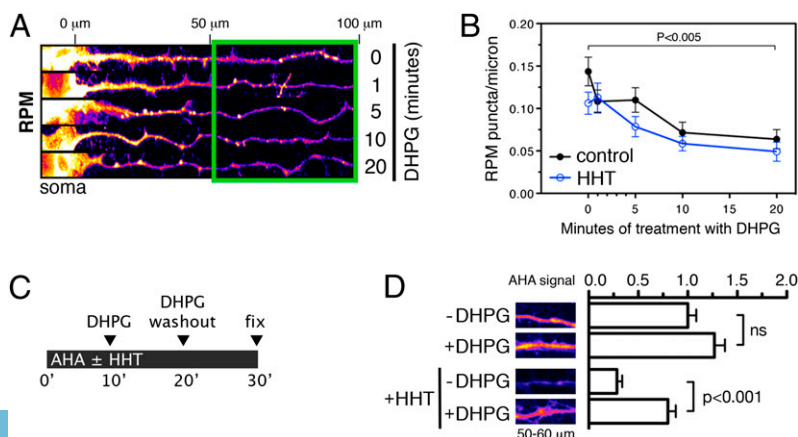 A
0 μm 50 μm 100 μm
RPM
0
1
5
10
20
DHPG (minutes)
soma
B
P<0.005
RPM puncta/micron
0.20
0.15
0.10
0.05
0.00
control
HHT
0 5 10 15 20
Minutes of treatment with DHPG
C
DHPG
DHPG
washout
fix
AHA ± HHT
0' 10' 20' 30'
D
AHA signal
0.0 0.5 1.0 1.5 2.0
-DHPG
+DHPG
ns
+HHT
-DHPG
+DHPG
p<0.001
50-60 μm